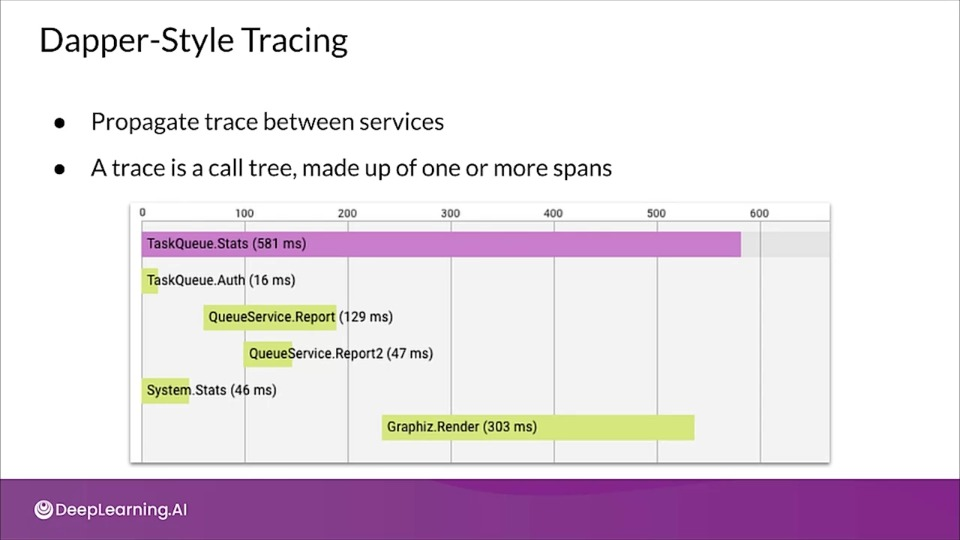 Dapper-Style Tracing
● Propagate trace between services
● A trace is a call tree, made up of one or more spans
0 100 200 300 400 500 600
TaskQueue.Stats (581 ms)
TaskQueue.Auth (16 ms)
QueueService.Report (129 ms)
QueueService.Report2 (47 ms)
System.Stats (46 ms)
Graphiz.Render (303 ms)
DeepLearning.AI